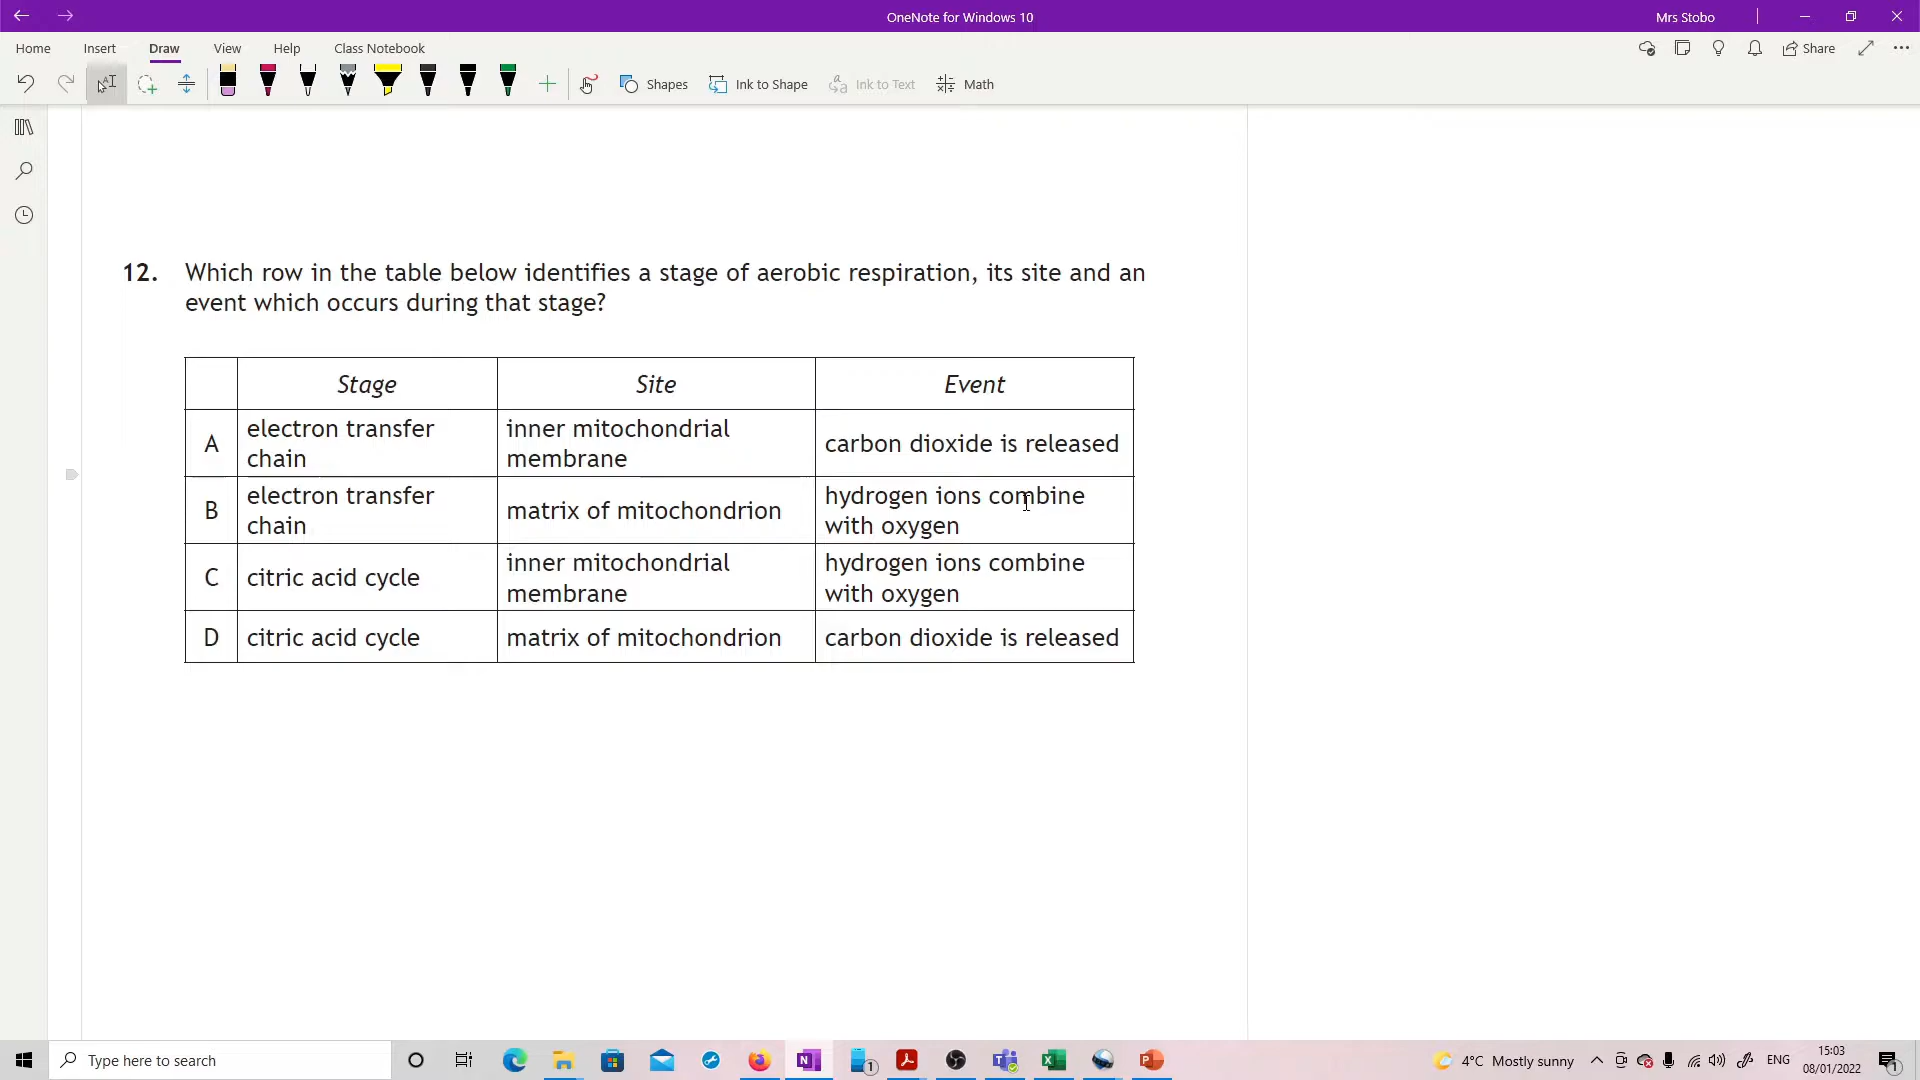 OneNote for Windows 10
Mrs Stobo
Home Insert Draw View Help Class Notebook
Share
Shapes Ink to Shape Ink to Text Math
12. Which row in the table below identifies a stage of aerobic respiration, its site and an
event which occurs during that stage?
Stage Site Event
A electron transfer chain inner mitochondrial membrane carbon dioxide is released
B electron transfer chain matrix of mitochondrion hydrogen ions combine with oxygen
C citric acid cycle inner mitochondrial membrane hydrogen ions combine with oxygen
D citric acid cycle matrix of mitochondrion carbon dioxide is released
Type here to search
4°C Mostly sunny
ENG
15:03
08/01/2022